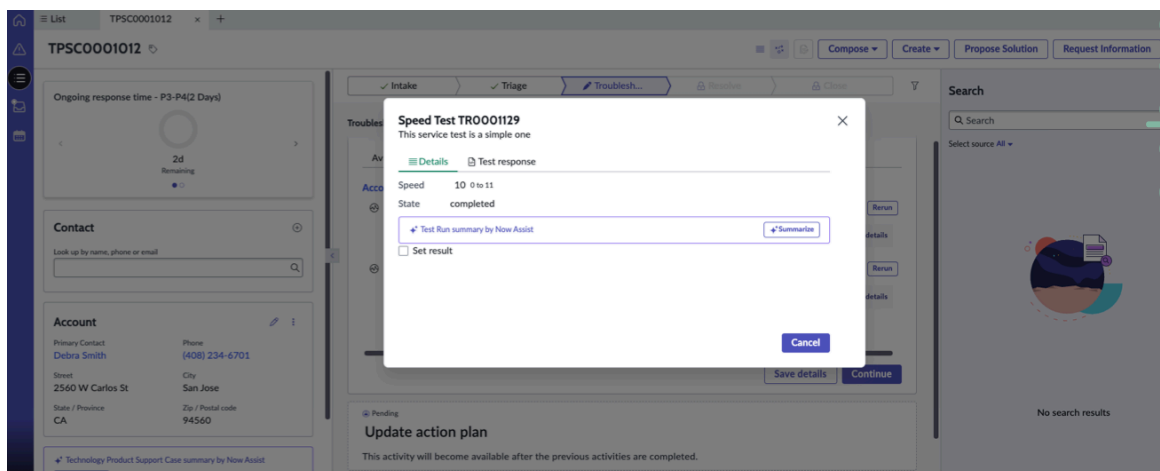 List
TPSC0001012 × +
TPSC0001012
Compose
Create
Propose Solution
Request Information
Ongoing response time - P3-P4(2 Days)
2d
Remaining
Contact
Look up by name, phone or email
Account
Primary Contact
Phone
Debra Smith
(408) 234-6701
Street
City
2560 W Carlos St
San Jose
State / Province
Zip / Postal code
CA
94560
Technology Product Support Case summary by Now Assist
Intake
Triage
Troublesh...
Resolve
Close
Troubles
Av
Acco
Speed Test TR0001129
This service test is a simple one
Details
Test response
Speed 10 0 to 11
State completed
Test Run summary by Now Assist
Summarize
Set result
Cancel
Rerun
details
Rerun
details
Save details
Continue
Pending
Update action plan
This activity will become available after the previous activities are completed.
Search
Search
Select source All
No search results